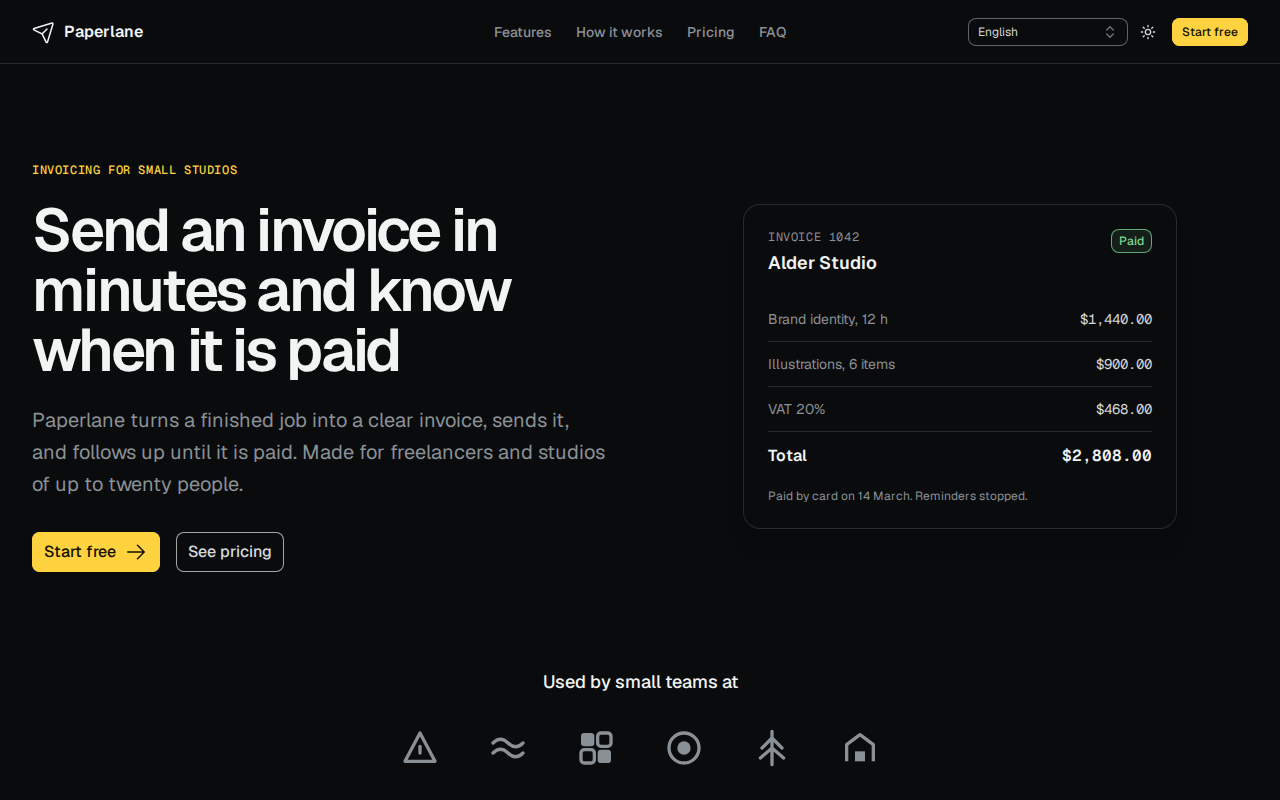 Paperlane
Features
How it works
Pricing
FAQ
English
Start free
INVOICING FOR SMALL STUDIOS
Send an invoice in
minutes and know
when it is paid
Paperlane turns a finished job into a clear invoice, sends it,
and follows up until it is paid. Made for freelancers and studios
of up to twenty people.
Start free
See pricing
INVOICE 1042
Paid
Alder Studio
Brand identity, 12 h $1,440.00
Illustrations, 6 items $900.00
VAT 20% $468.00
Total $2,808.00
Paid by card on 14 March. Reminders stopped.
Used by small teams at